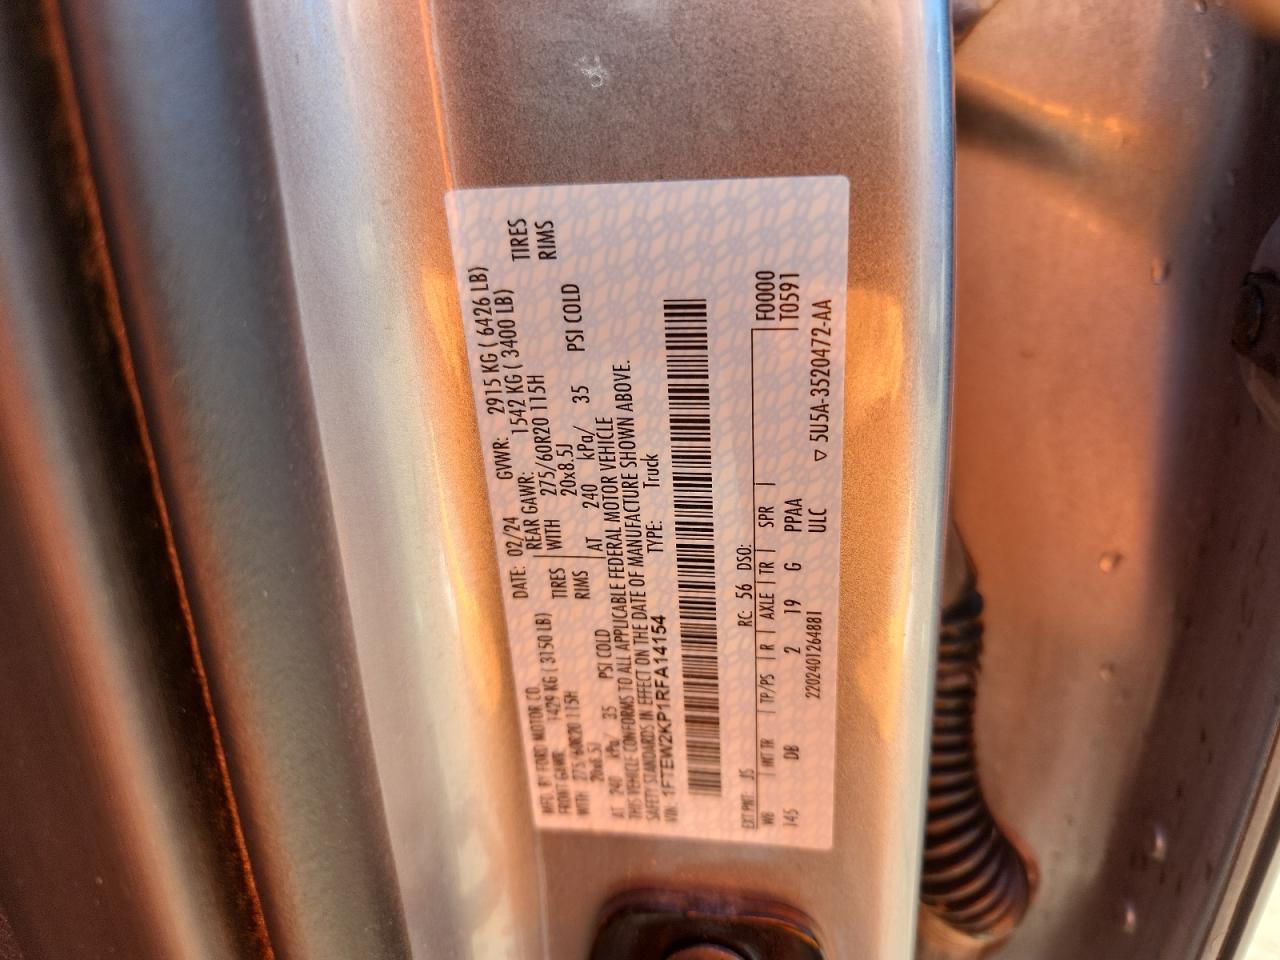 MFD. BY FORD MOTOR CO.
DATE: 02/24 GVWR: 2915 KG ( 6426 LB)
FRONT GAWR: 1429 KG ( 3150 LB) REAR GAWR: 1542 KG ( 3400 LB)
WITH 275/60R20 115H TIRES WITH 275/60R20 115H TIRES
20x8.5J RIMS 20x8.5J RIMS
AT 240 kPa/ 35 PSI COLD AT 240 kPa/ 35 PSI COLD
THIS VEHICLE CONFORMS TO ALL APPLICABLE FEDERAL MOTOR VEHICLE
SAFETY STANDARDS IN EFFECT ON THE DATE OF MANUFACTURE SHOWN ABOVE.
VIN: 1FTEW2KP1RFA14154 TYPE: Truck
EXT PNT: JS RC: 56 DSO: F0000
WB INT TR TP/PS R AXLE TR SPR T0591
145 DB 2 19 G PPAA
2202401264881 ULC ▽ 5U5A-3520472-AA